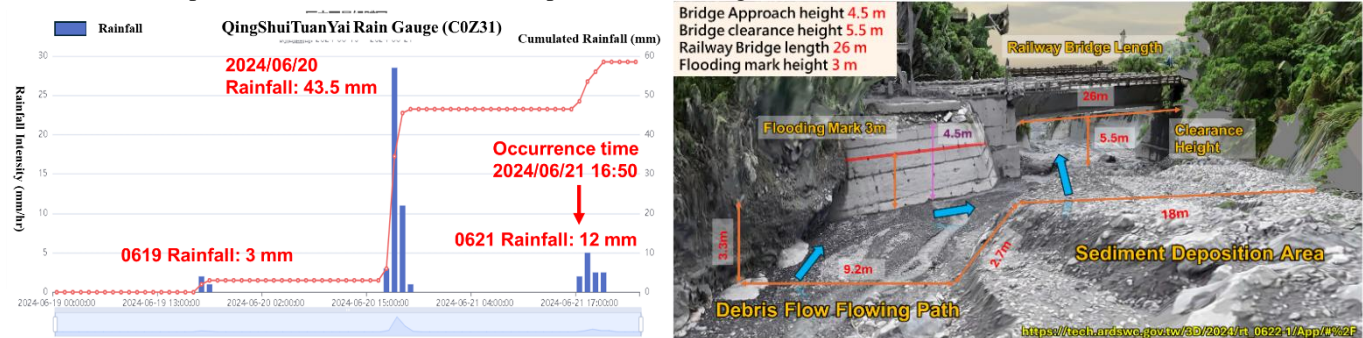 QingShuiTuanYai Rain Gauge (C0Z31)
Rainfall
Cumulated Rainfall (mm)
Rainfall Intensity (mm/hr)
30
25
20
15
10
5
0
60
50
40
30
20
10
0
2024/06/20
Rainfall: 43.5 mm
Occurrence time
2024/06/21 16:50
0619 Rainfall: 3 mm
0621 Rainfall: 12 mm
2024-06-19 00:00:00
2024-06-19 13:00:00
2024-06-20 02:00:00
2024-06-20 15:00:00
2024-06-21 04:00:00
2024-06-21 17:00:00
Bridge Approach height 4.5 m
Bridge clearance height 5.5 m
Railway Bridge length 26 m
Flooding mark height 3 m
Railway Bridge Length
26m
Flooding Mark 3m
4.5m
5.5m
Clearance
Height
3.3m
9.2m
2.7m
18m
Sediment Deposition Area
Debris Flow Flowing Path
https://tech.ardswc.gov.tw/3D/2024/rt_0622-1/App/#%2F